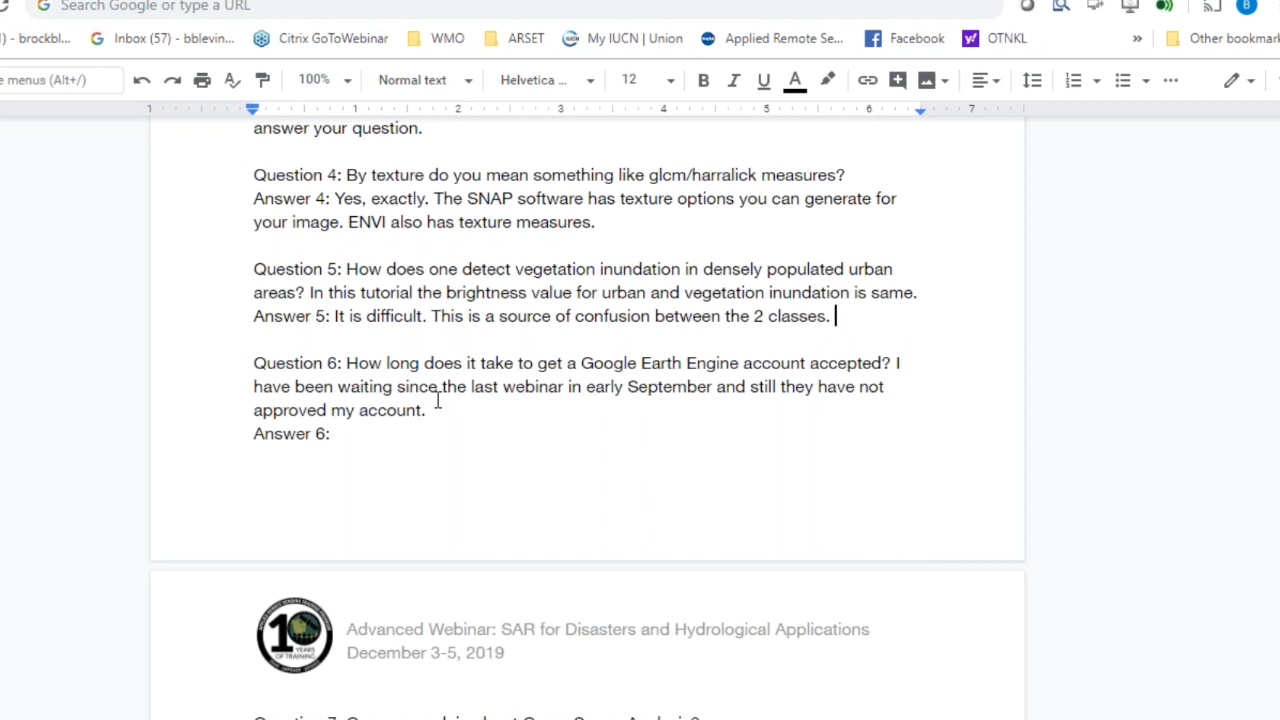 Search Google or type a URL
B
) - brockbl...
Inbox (57) - bblevin...
Citrix GoToWebinar
WMO
ARSET
My IUCN | Union
Applied Remote Se...
Facebook
OTNKL
»
Other bookmark
e menus (Alt+/)
100%
Normal text
Helvetica ...
12
B I U A
1 1 2 3 4 5 6 7
answer your question.
Question 4: By texture do you mean something like glcm/harralick measures?
Answer 4: Yes, exactly. The SNAP software has texture options you can generate for
your image. ENVI also has texture measures.
Question 5: How does one detect vegetation inundation in densely populated urban
areas? In this tutorial the brightness value for urban and vegetation inundation is same.
Answer 5: It is difficult. This is a source of confusion between the 2 classes.
Question 6: How long does it take to get a Google Earth Engine account accepted? I
have been waiting since the last webinar in early September and still they have not
approved my account.
Answer 6:
10
YEARS
OF TRAINING
Advanced Webinar: SAR for Disasters and Hydrological Applications
December 3-5, 2019